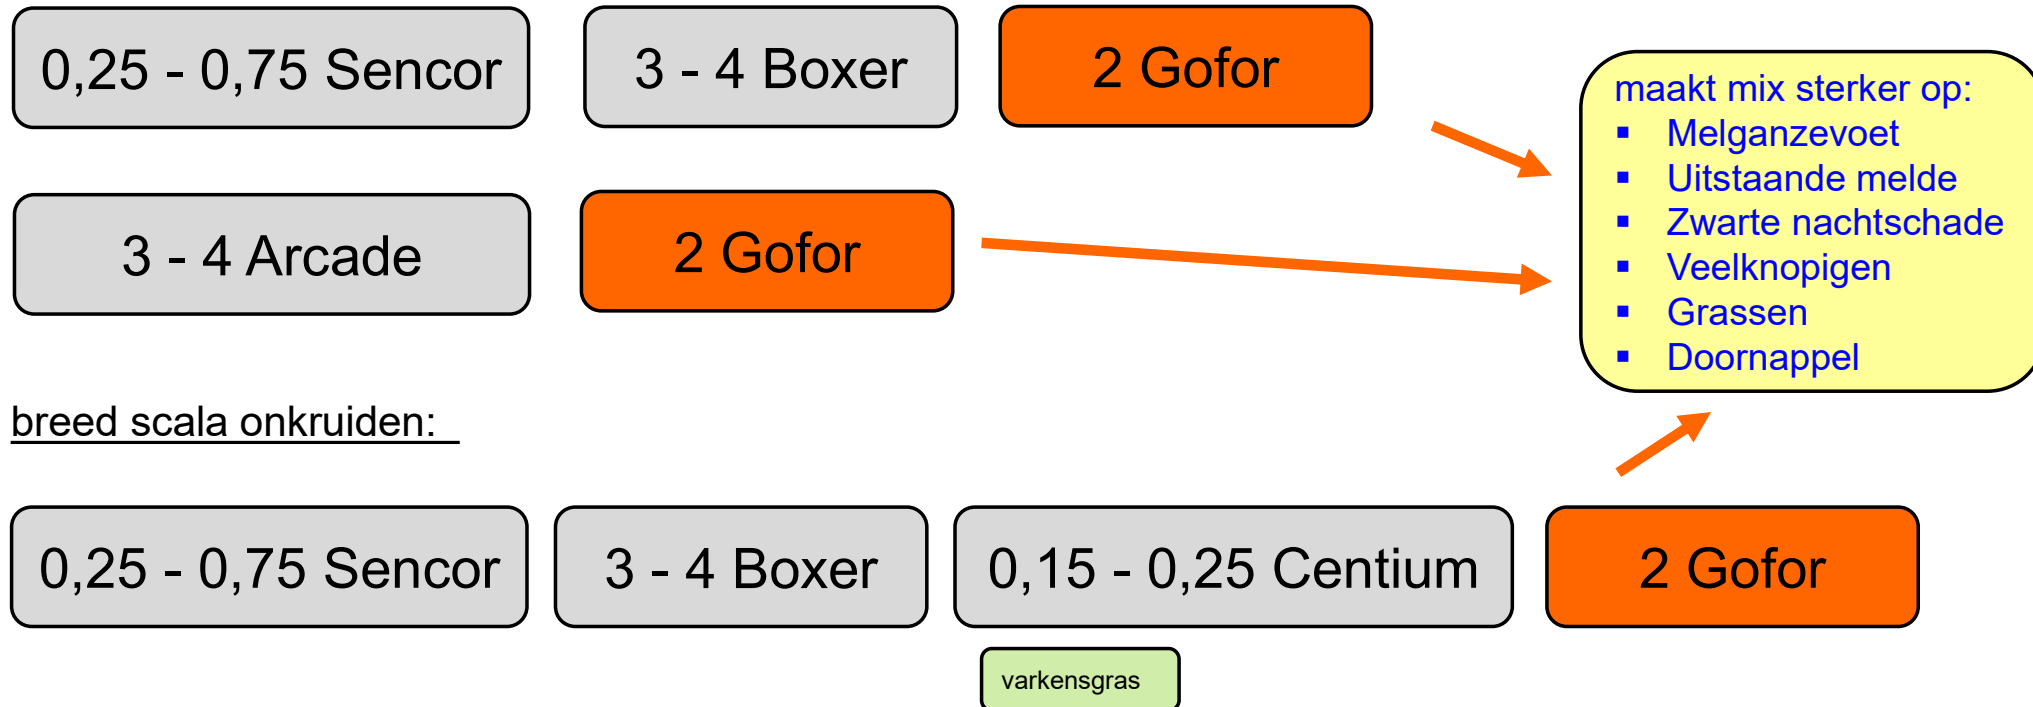 0,25 - 0,75 Sencor
3 - 4 Boxer
2 Gofor
3 - 4 Arcade
2 Gofor
maakt mix sterker op:
▪ Melganzevoet
▪ Uitstaande melde
▪ Zwarte nachtschade
▪ Veelknopigen
▪ Grassen
▪ Doornappel
breed scala onkruiden:
0,25 - 0,75 Sencor
3 - 4 Boxer
0,15 - 0,25 Centium
2 Gofor
varkensgras